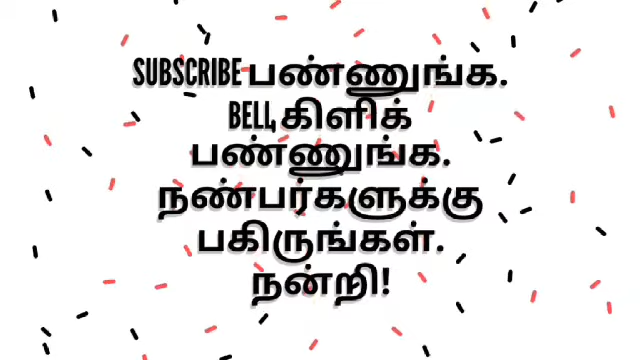 SUBSCRIBE பண்ணுங்க.
BELL, கிளிக்
பண்ணுங்க.
நண்பர்களுக்கு
பகிருங்கள்.
நன்றி!